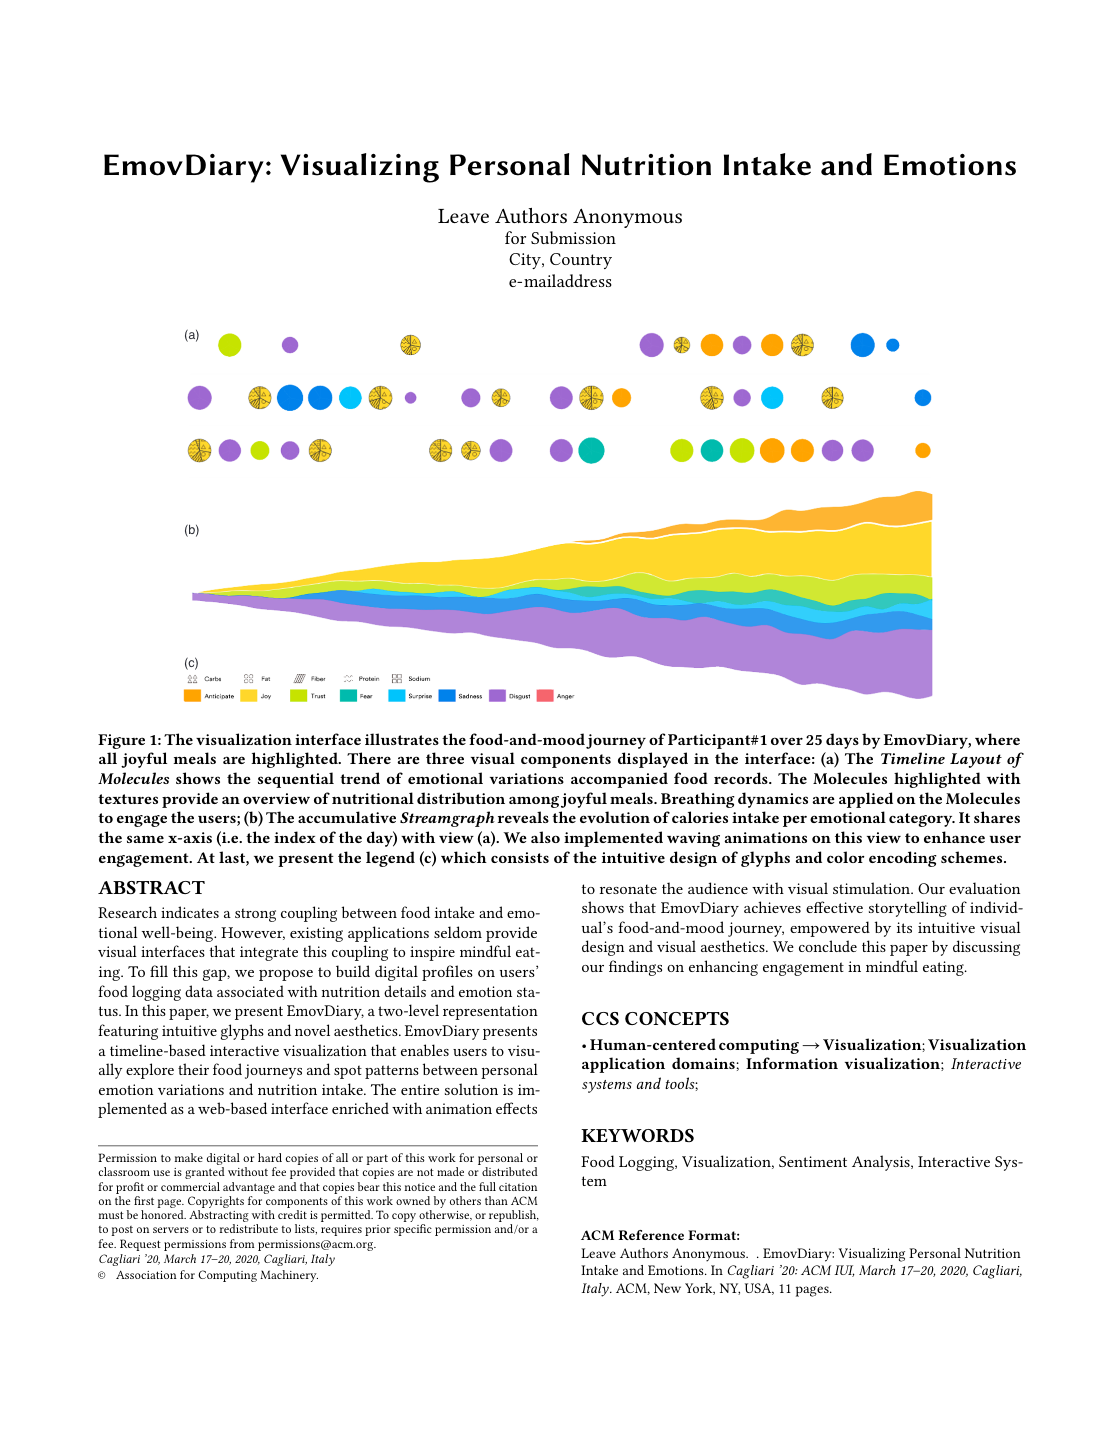 EmovDiary: Visualizing Personal Nutrition Intake and Emotions
Leave Authors Anonymous
for Submission
City, Country
e-mailaddress
(a)
(b)
(c)
Carbs Fat Fiber Protein Sodium
Anticipate Joy Trust Fear Surprise Sadness Disgust Anger
Figure 1: The visualization interface illustrates the food-and-mood journey of Participant#1 over 25 days by EmovDiary, where
all joyful meals are highlighted. There are three visual components displayed in the interface: (a) The Timeline Layout of
Molecules shows the sequential trend of emotional variations accompanied food records. The Molecules highlighted with
textures provide an overview of nutritional distribution among joyful meals. Breathing dynamics are applied on the Molecules
to engage the users; (b) The accumulative Streamgraph reveals the evolution of calories intake per emotional category. It shares
the same x-axis (i.e. the index of the day) with view (a). We also implemented waving animations on this view to enhance user
engagement. At last, we present the legend (c) which consists of the intuitive design of glyphs and color encoding schemes.
ABSTRACT
Research indicates a strong coupling between food intake and emo-
tional well-being. However, existing applications seldom provide
visual interfaces that integrate this coupling to inspire mindful eat-
ing. To fill this gap, we propose to build digital profiles on users'
food logging data associated with nutrition details and emotion sta-
tus. In this paper, we present EmovDiary, a two-level representation
featuring intuitive glyphs and novel aesthetics. EmovDiary presents
a timeline-based interactive visualization that enables users to visu-
ally explore their food journeys and spot patterns between personal
emotion variations and nutrition intake. The entire solution is im-
plemented as a web-based interface enriched with animation effects
Permission to make digital or hard copies of all or part of this work for personal or
classroom use is granted without fee provided that copies are not made or distributed
for profit or commercial advantage and that copies bear this notice and the full citation
on the first page. Copyrights for components of this work owned by others than ACM
must be honored. Abstracting with credit is permitted. To copy otherwise, or republish,
to post on servers or to redistribute to lists, requires prior specific permission and/or a
fee. Request permissions from permissions@acm.org.
Cagliari '20, March 17–20, 2020, Cagliari, Italy
© Association for Computing Machinery.
to resonate the audience with visual stimulation. Our evaluation
shows that EmovDiary achieves effective storytelling of individ-
ual's food-and-mood journey, empowered by its intuitive visual
design and visual aesthetics. We conclude this paper by discussing
our findings on enhancing engagement in mindful eating.
CCS CONCEPTS
• Human-centered computing → Visualization; Visualization
application domains; Information visualization; Interactive
systems and tools;
KEYWORDS
Food Logging, Visualization, Sentiment Analysis, Interactive Sys-
tem
ACM Reference Format:
Leave Authors Anonymous. . EmovDiary: Visualizing Personal Nutrition
Intake and Emotions. In Cagliari '20: ACM IUI, March 17–20, 2020, Cagliari,
Italy. ACM, New York, NY, USA, 11 pages.